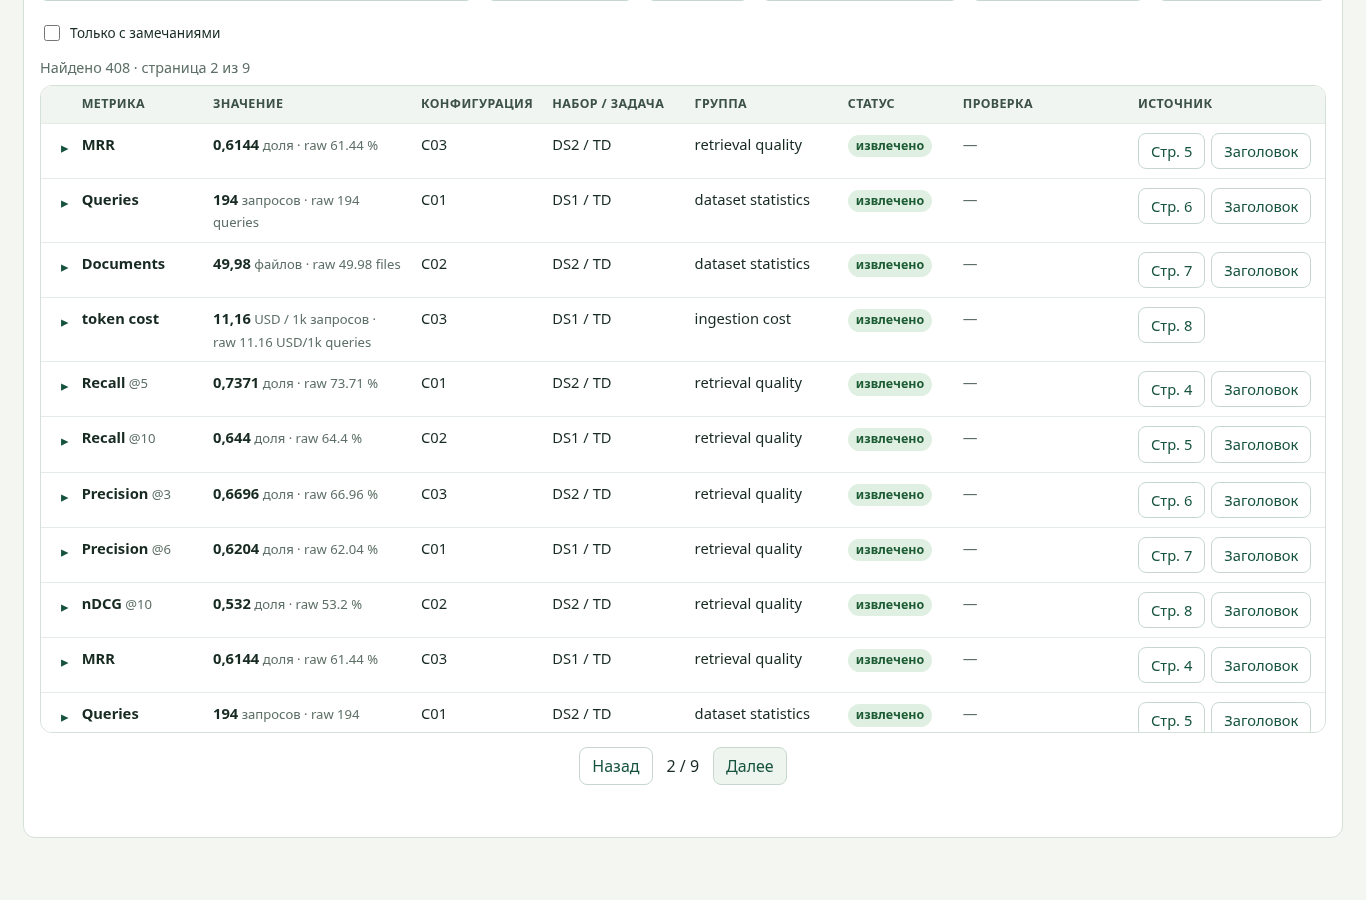 Только с замечаниями
Найдено 408 · страница 2 из 9
МЕТРИКА ЗНАЧЕНИЕ КОНФИГУРАЦИЯ НАБОР / ЗАДАЧА ГРУППА СТАТУС ПРОВЕРКА ИСТОЧНИК
▸ MRR 0,6144 доля · raw 61.44 % C03 DS2 / TD retrieval quality извлечено — Стр. 5 Заголовок
▸ Queries 194 запросов · raw 194 C01 DS1 / TD dataset statistics извлечено — Стр. 6 Заголовок
queries
▸ Documents 49,98 файлов · raw 49.98 files C02 DS2 / TD dataset statistics извлечено — Стр. 7 Заголовок
▸ token cost 11,16 USD / 1k запросов · C03 DS1 / TD ingestion cost извлечено — Стр. 8
raw 11.16 USD/1k queries
▸ Recall @5 0,7371 доля · raw 73.71 % C01 DS2 / TD retrieval quality извлечено — Стр. 4 Заголовок
▸ Recall @10 0,644 доля · raw 64.4 % C02 DS1 / TD retrieval quality извлечено — Стр. 5 Заголовок
▸ Precision @3 0,6696 доля · raw 66.96 % C03 DS2 / TD retrieval quality извлечено — Стр. 6 Заголовок
▸ Precision @6 0,6204 доля · raw 62.04 % C01 DS1 / TD retrieval quality извлечено — Стр. 7 Заголовок
▸ nDCG @10 0,532 доля · raw 53.2 % C02 DS2 / TD retrieval quality извлечено — Стр. 8 Заголовок
▸ MRR 0,6144 доля · raw 61.44 % C03 DS1 / TD retrieval quality извлечено — Стр. 4 Заголовок
▸ Queries 194 запросов · raw 194 C01 DS2 / TD dataset statistics извлечено — Стр. 5 Заголовок
Назад 2 / 9 Далее